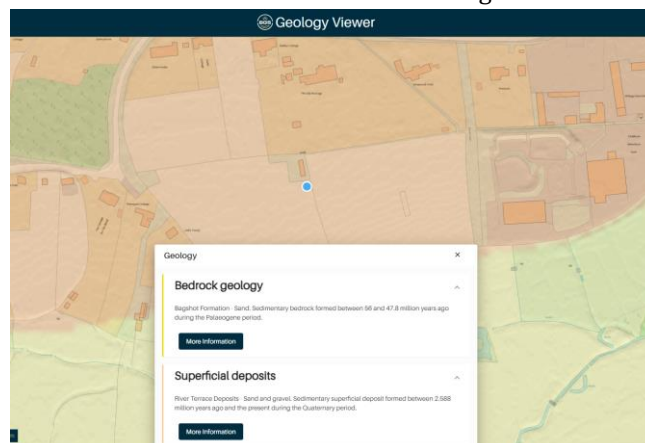 BGS Geology Viewer
Geology ×
Bedrock geology
Bagshot Formation - Sand. Sedimentary bedrock formed between 56 and 47.8 million years ago
during the Palaeogene period.
More Information
Superficial deposits
River Terrace Deposits - Sand and gravel. Sedimentary superficial deposit formed between 2.588
million years ago and the present during the Quaternary period.
More Information